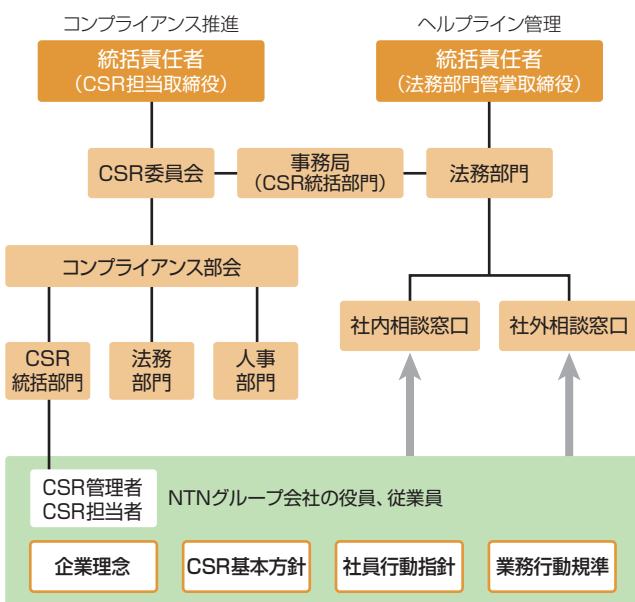 コンプライアンス推進
ヘルプライン管理
統括責任者
（CSR担当取締役）
統括責任者
（法務部門管掌取締役）
CSR委員会
事務局
（CSR統括部門）
法務部門
コンプライアンス部会
社内相談窓口
社外相談窓口
CSR
統括部門
法務
部門
人事
部門
CSR管理者
CSR担当者
NTNグループ会社の役員、従業員
企業理念
CSR基本方針
社員行動指針
業務行動規準